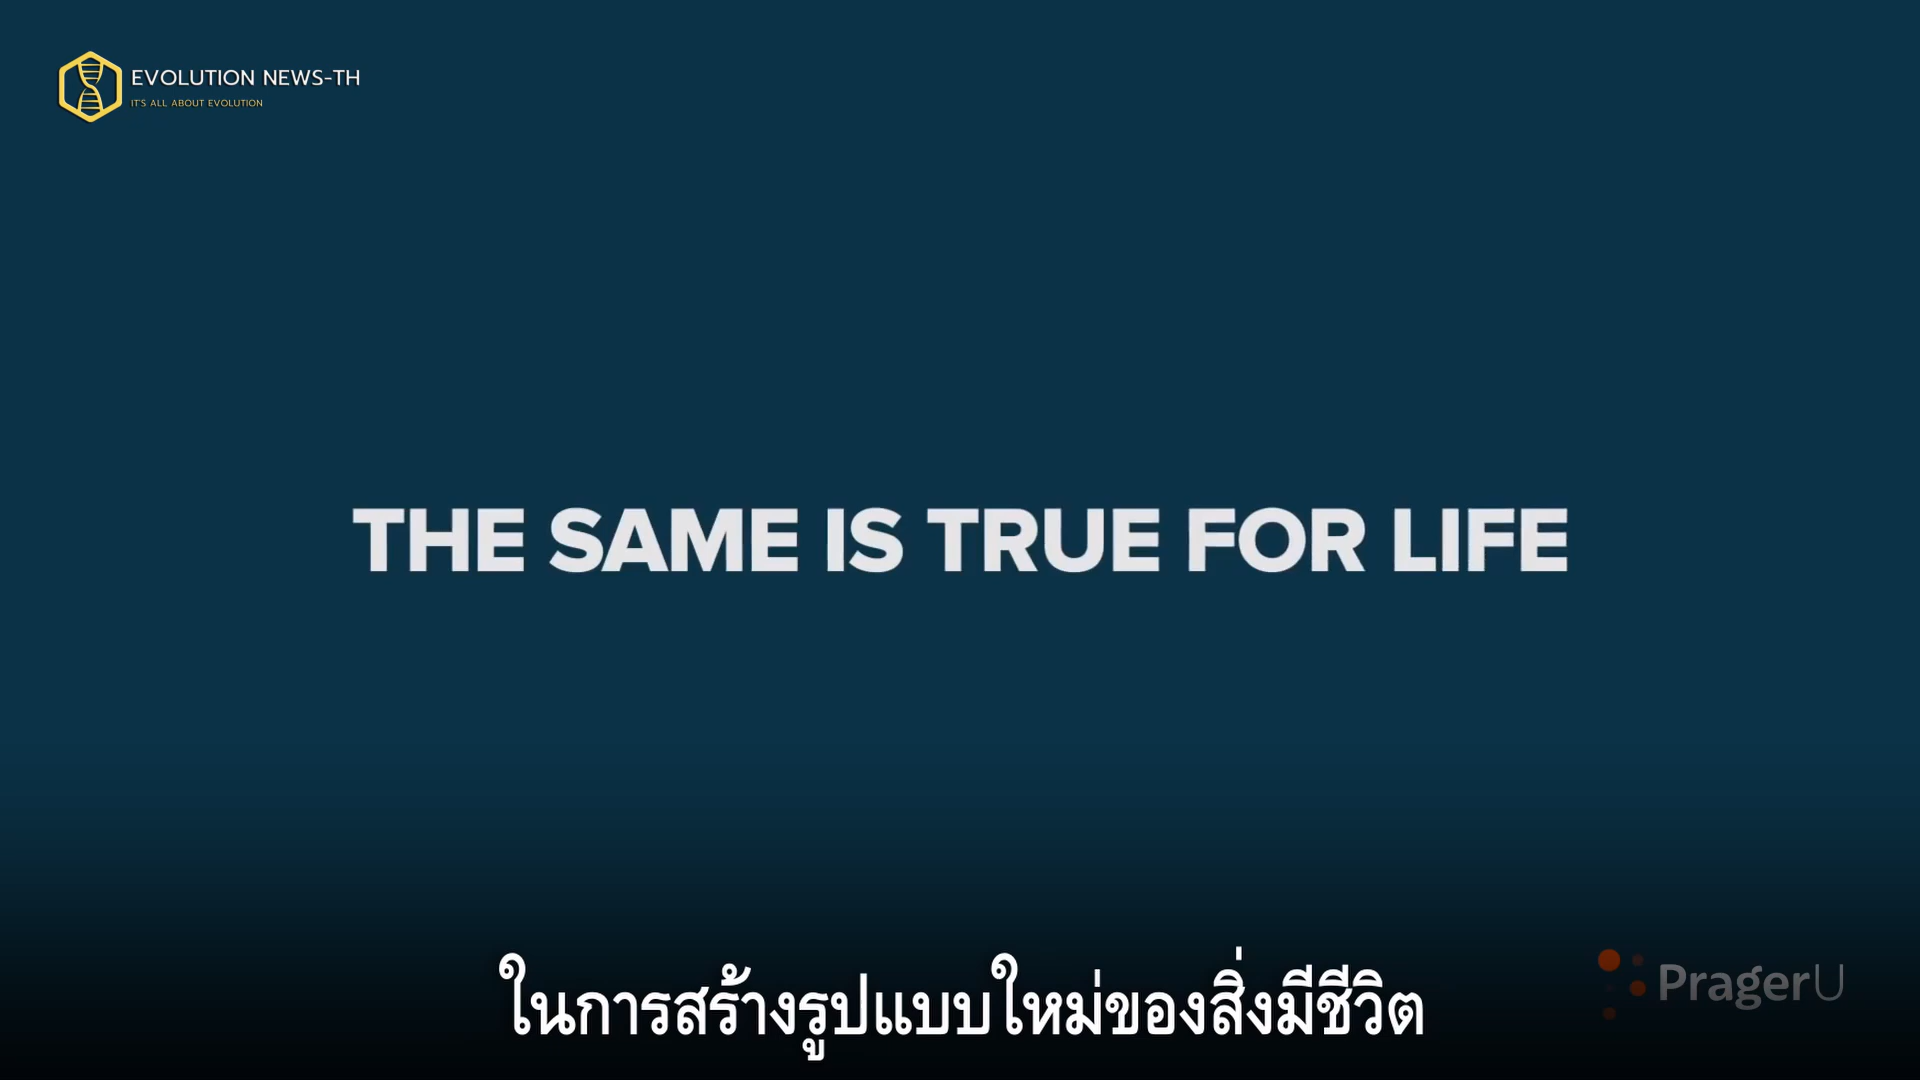 EVOLUTION NEWS-TH
IT'S ALL ABOUT EVOLUTION
THE SAME IS TRUE FOR LIFE
ในการสร้างรูปแบบใหม่ของสิ่งมีชีวิต
PragerU